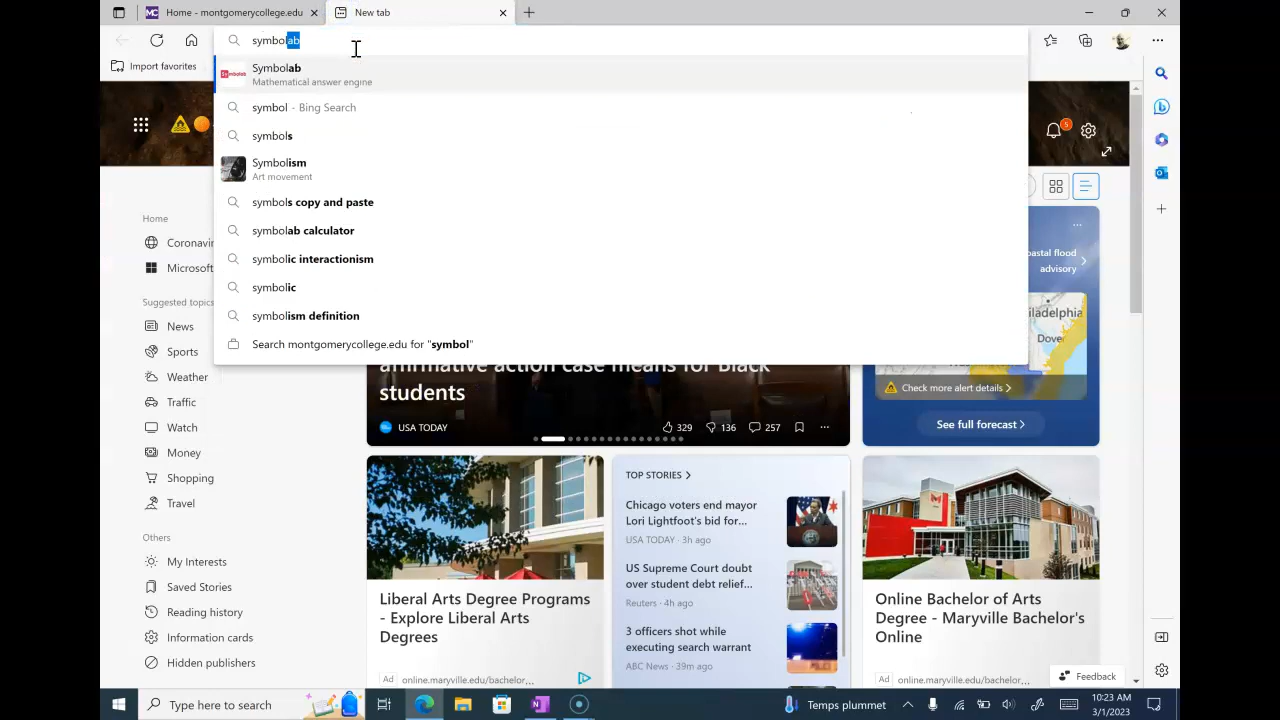 Home - montgomerycollege.edu
New tab
symbolab
Import favorites
Symbolab
Mathematical answer engine
symbol - Bing Search
symbols
Symbolism
Art movement
symbols copy and paste
symbolab calculator
symbolic interactionism
symbolic
symbolism definition
Search montgomerycollege.edu for "symbol"
5
Home
Microsoft
Suggested topics
News
Sports
Weather
Traffic
Watch
Money
Shopping
Travel
Others
My Interests
Saved Stories
Reading history
Information cards
Hidden publishers
affirmative action case means for Black
students
USA TODAY
329
136
257
flood
advisory
Dover
Check more alert details
See full forecast
Liberal Arts Degree Programs
- Explore Liberal Arts
Degrees
Ad online.maryville.edu/bachelor,...
TOP STORIES
Chicago voters end mayor
Lori Lightfoot's bid for...
USA TODAY · 3h ago
US Supreme Court doubt
over student debt relief...
Reuters · 4h ago
3 officers shot while
executing search warrant
ABC News · 39m ago
Online Bachelor of Arts
Degree - Maryville Bachelor's
Online
Ad online.maryville.edu/bachelor,...
Feedback
Type here to search
Temps plummet
10:23 AM
3/1/2023